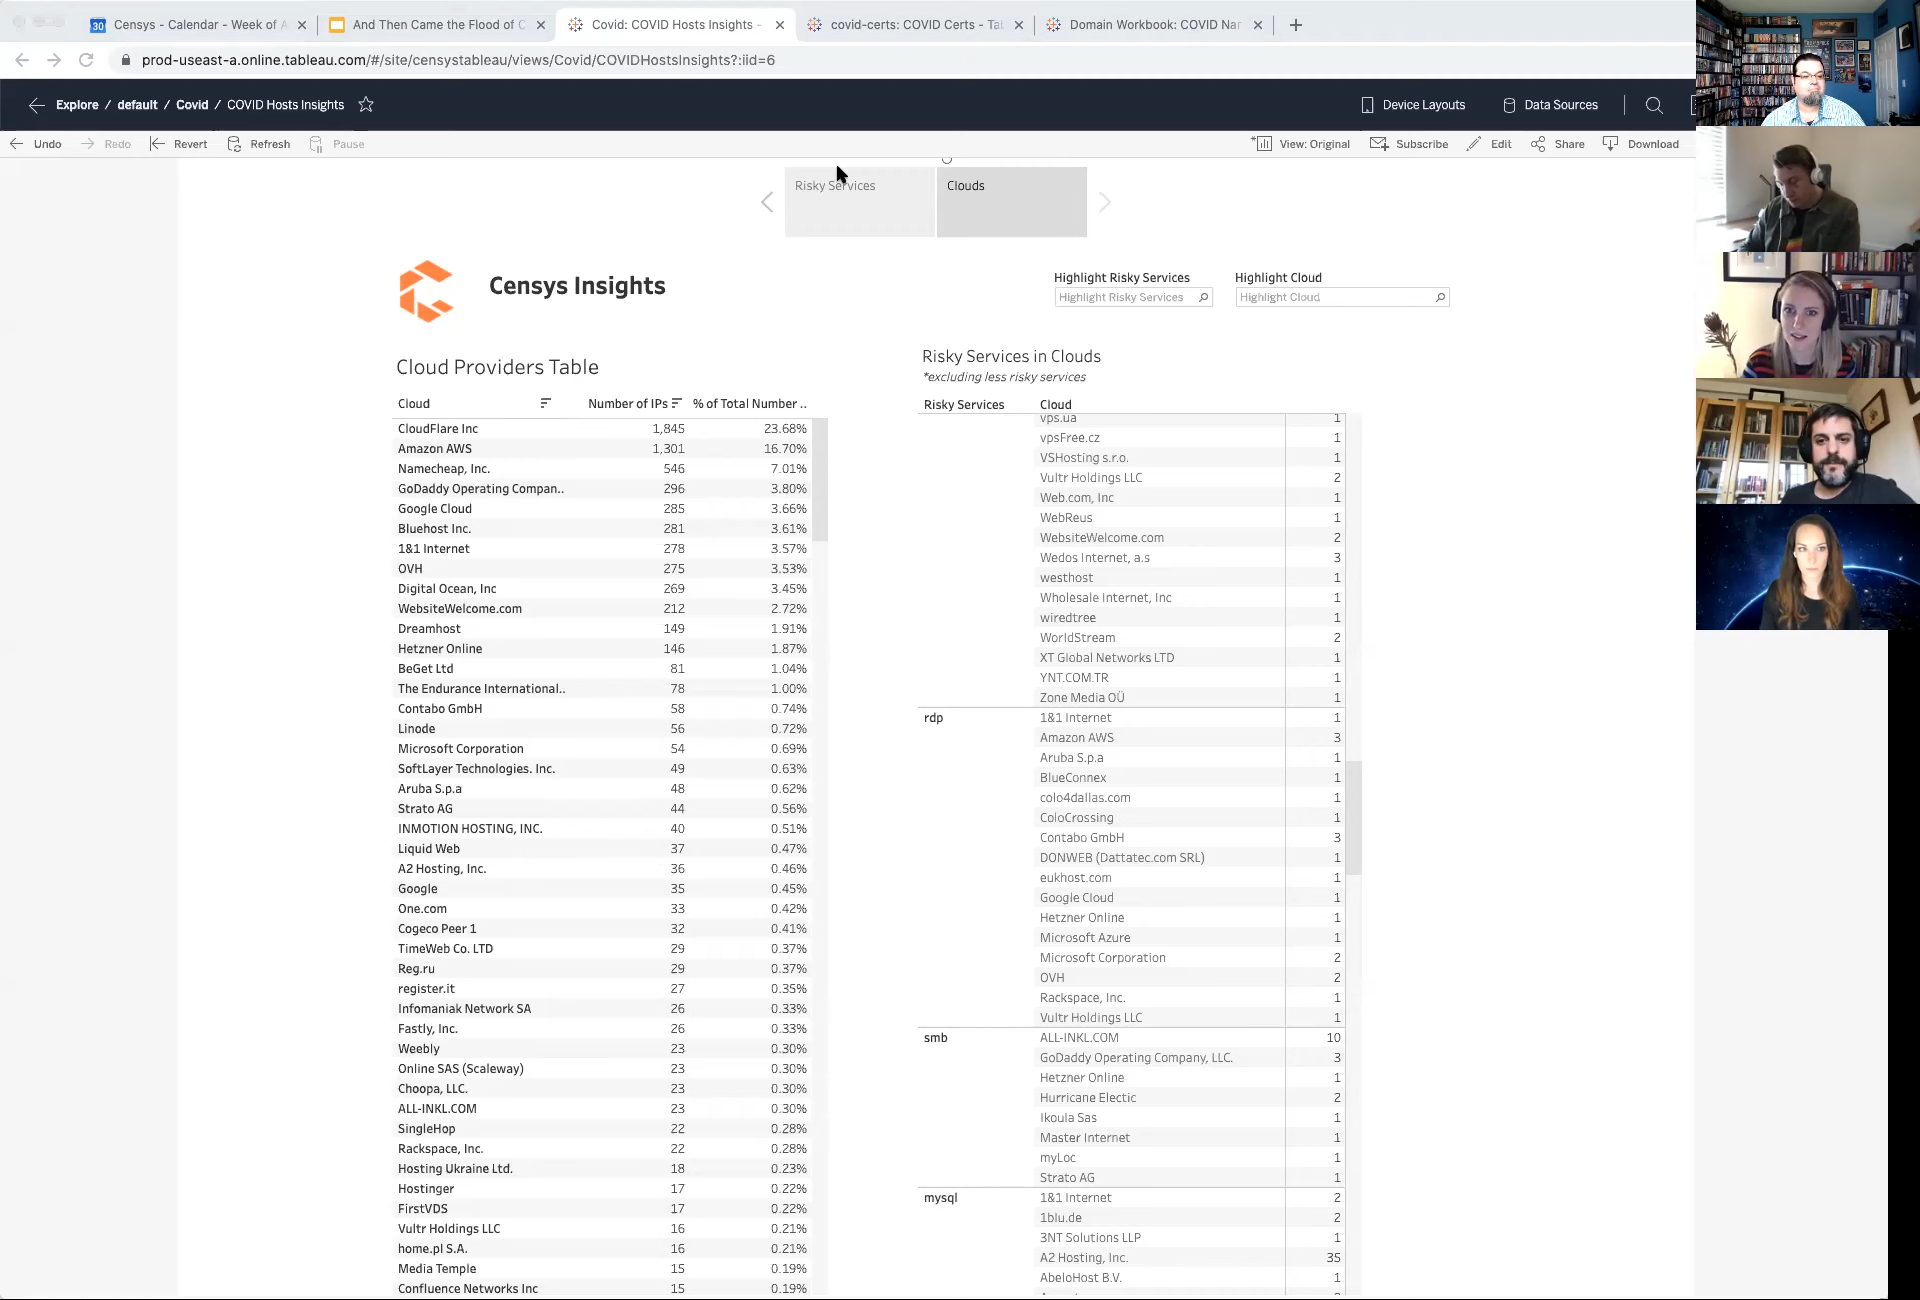 Censys - Calendar - Week of A
And Then Came the Flood of C
Covid: COVID Hosts Insights -
covid-certs: COVID Certs - Tab
Domain Workbook: COVID Nar
prod-useast-a.online.tableau.com/#/site/censystableau/views/Covid/COVIDHostsInsights?:iid=6
Explore / default / Covid / COVID Hosts Insights
Device Layouts
Data Sources
Undo
Redo
Revert
Refresh
Pause
View: Original
Subscribe
Edit
Share
Download
Risky Services
Clouds
Censys Insights
Highlight Risky Services
Highlight Risky Services
Highlight Cloud
Highlight Cloud
Cloud Providers Table
Cloud Number of IPs % of Total Number ..
CloudFlare Inc 1,845 23.68%
Amazon AWS 1,301 16.70%
Namecheap, Inc. 546 7.01%
GoDaddy Operating Compan.. 296 3.80%
Google Cloud 285 3.66%
Bluehost Inc. 281 3.61%
1&1 Internet 278 3.57%
OVH 275 3.53%
Digital Ocean, Inc 269 3.45%
WebsiteWelcome.com 212 2.72%
Dreamhost 149 1.91%
Hetzner Online 146 1.87%
BeGet Ltd 81 1.04%
The Endurance International.. 78 1.00%
Contabo GmbH 58 0.74%
Linode 56 0.72%
Microsoft Corporation 54 0.69%
SoftLayer Technologies. Inc. 49 0.63%
Aruba S.p.a 48 0.62%
Strato AG 44 0.56%
INMOTION HOSTING, INC. 40 0.51%
Liquid Web 37 0.47%
A2 Hosting, Inc. 36 0.46%
Google 35 0.45%
One.com 33 0.42%
Cogeco Peer 1 32 0.41%
TimeWeb Co. LTD 29 0.37%
Reg.ru 29 0.37%
register.it 27 0.35%
Infomaniak Network SA 26 0.33%
Fastly, Inc. 26 0.33%
Weebly 23 0.30%
Online SAS (Scaleway) 23 0.30%
Choopa, LLC. 23 0.30%
ALL-INKL.COM 23 0.30%
SingleHop 22 0.28%
Rackspace, Inc. 22 0.28%
Hosting Ukraine Ltd. 18 0.23%
Hostinger 17 0.22%
FirstVDS 17 0.22%
Vultr Holdings LLC 16 0.21%
home.pl S.A. 16 0.21%
Media Temple 15 0.19%
Confluence Networks Inc 15 0.19%
Risky Services in Clouds
*excluding less risky services
Risky Services Cloud
vps.ua 1
vpsFree.cz 1
VSHosting s.r.o. 1
Vultr Holdings LLC 2
Web.com, Inc 1
WebReus 1
WebsiteWelcome.com 2
Wedos Internet, a.s 3
westhost 1
Wholesale Internet, Inc 1
wiredtree 1
WorldStream 2
XT Global Networks LTD 1
YNT.COM.TR 1
Zone Media OÜ 1
rdp 1&1 Internet 1
Amazon AWS 3
Aruba S.p.a 1
BlueConnex 1
colo4dallas.com 1
ColoCrossing 1
Contabo GmbH 3
DONWEB (Dattatec.com SRL) 1
eukhost.com 1
Google Cloud 1
Hetzner Online 1
Microsoft Azure 1
Microsoft Corporation 2
OVH 2
Rackspace, Inc. 1
Vultr Holdings LLC 1
smb ALL-INKL.COM 10
GoDaddy Operating Company, LLC. 3
Hetzner Online 1
Hurricane Electic 2
Ikoula Sas 1
Master Internet 1
myLoc 1
Strato AG 1
mysql 1&1 Internet 2
1blu.de 2
3NT Solutions LLP 1
A2 Hosting, Inc. 35
AbeloHost B.V. 1